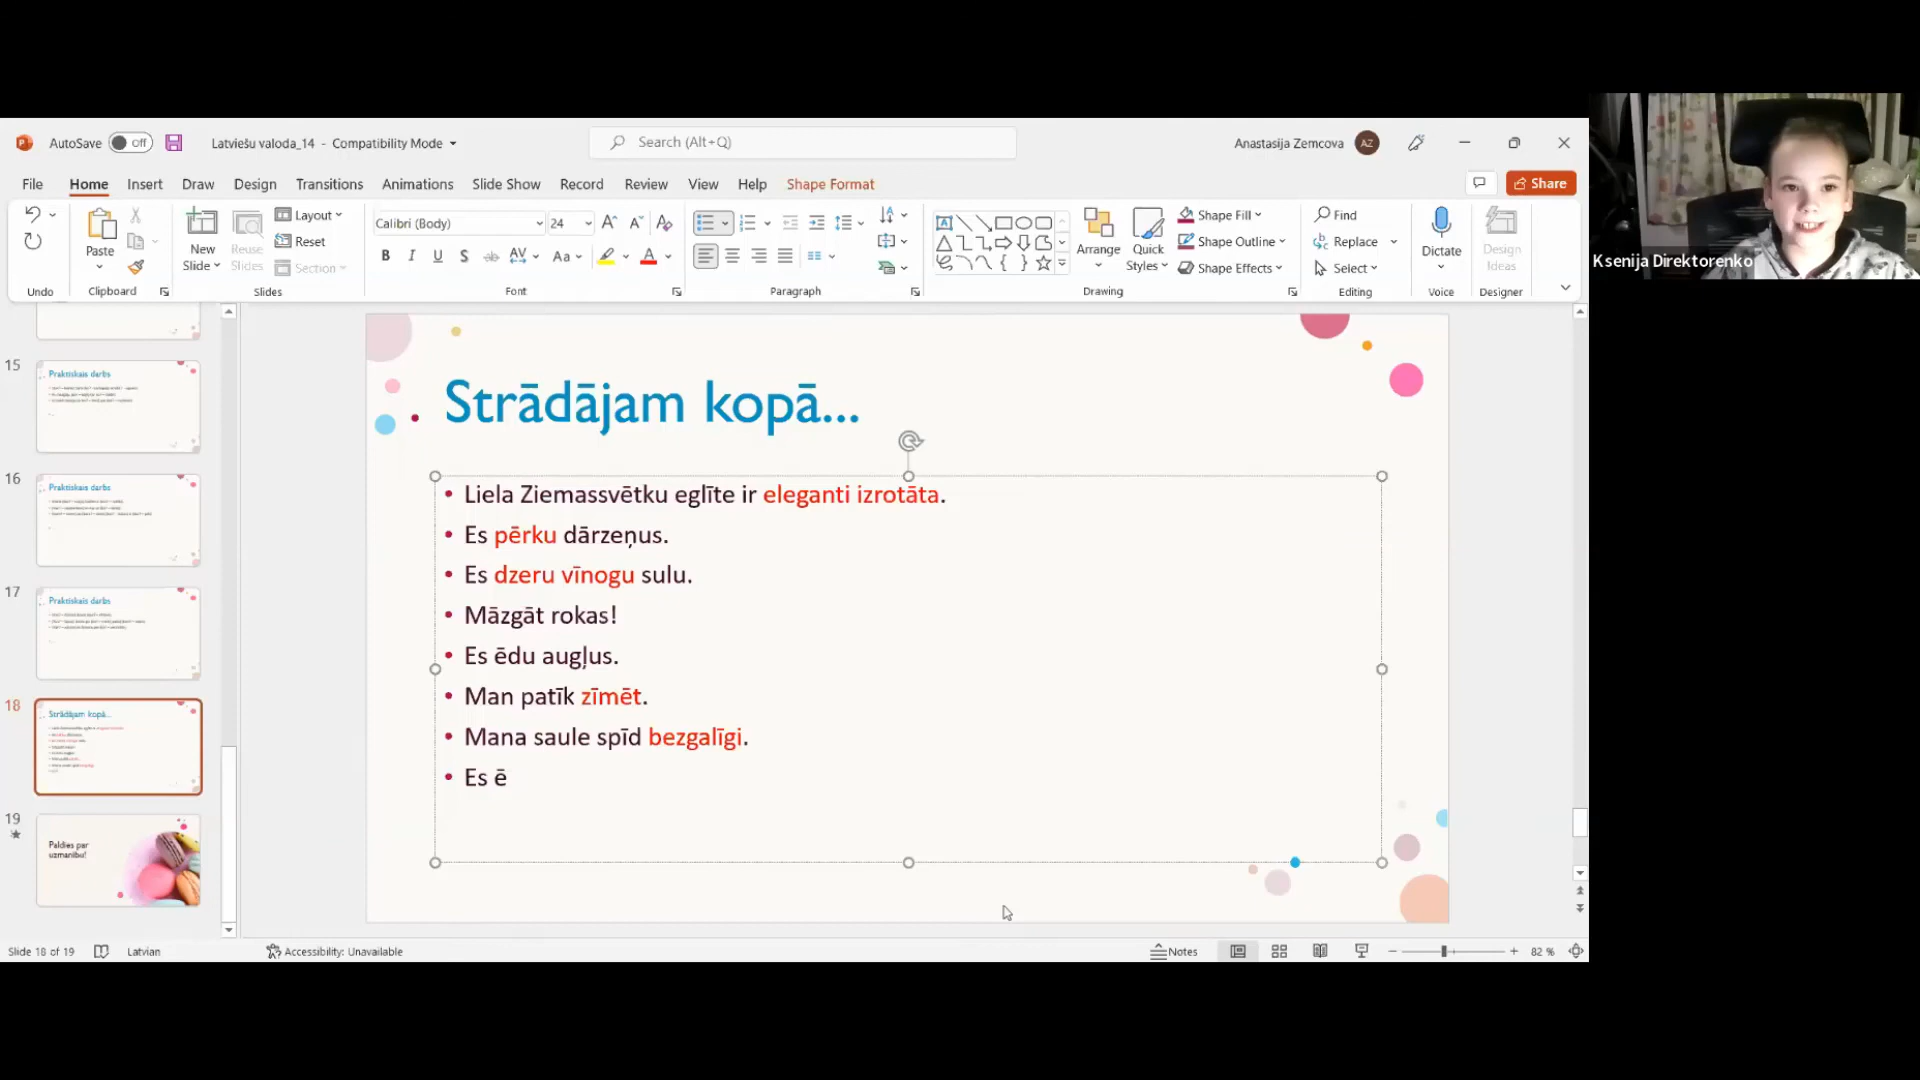 AutoSave Off Latviešu valoda_14 - Compatibility Mode Search (Alt+Q) Anastasija Zemcova AZ
File Home Insert Draw Design Transitions Animations Slide Show Record Review View Help Shape Format Share
Paste New Slide Reuse Slides Layout Reset Section
Calibri (Body) 24
Arrange Quick Styles Shape Fill Shape Outline Shape Effects
Find Replace Select Dictate Design Ideas
Undo Clipboard Slides Font Paragraph Drawing Editing Voice Designer
Ksenija Direktorenko
15 Praktiskais darbs
16 Praktiskais darbs
17 Praktiskais darbs
18 Strādājam kopā...
19 Paldies par
uzmanību!
Strādājam kopā...
Liela Ziemassvētku eglīte ir eleganti izrotāta.
Es pērku dārzeņus.
Es dzeru vīnogu sulu.
Māzgāt rokas!
Es ēdu augļus.
Man patīk zīmēt.
Mana saule spīd bezgalīgi.
Es ē
Slide 18 of 19 Latvian Accessibility: Unavailable Notes 82 %